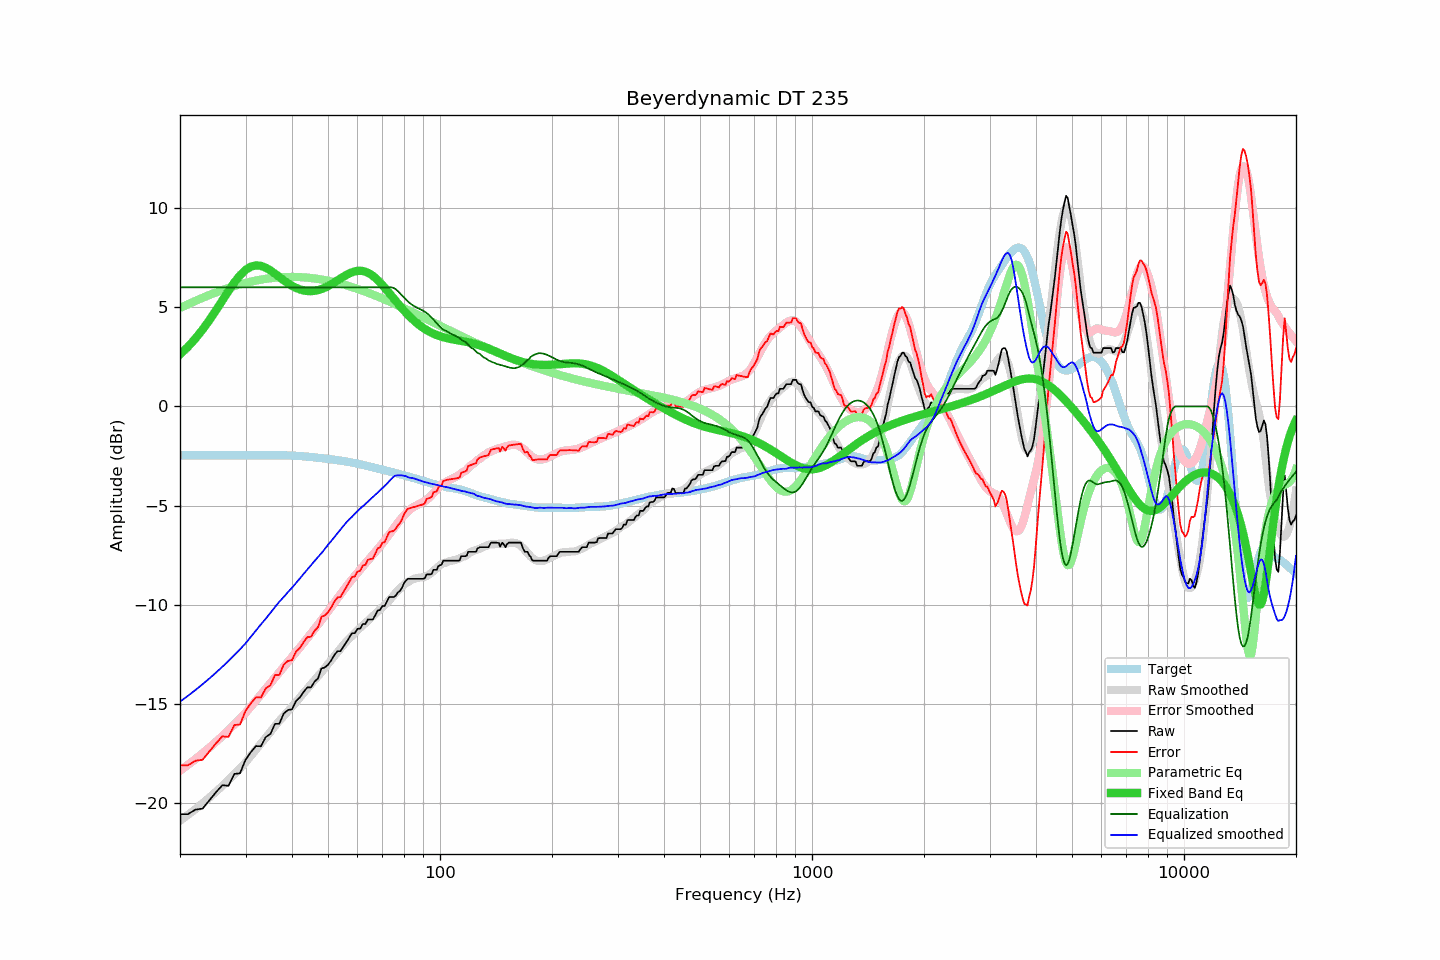 Beyerdynamic DT 235
10
5
0
−5
−10
−15
−20
Amplitude (dBr)
100
1000
10000
Frequency (Hz)
Target
Raw Smoothed
Error Smoothed
Raw
Error
Parametric Eq
Fixed Band Eq
Equalization
Equalized smoothed